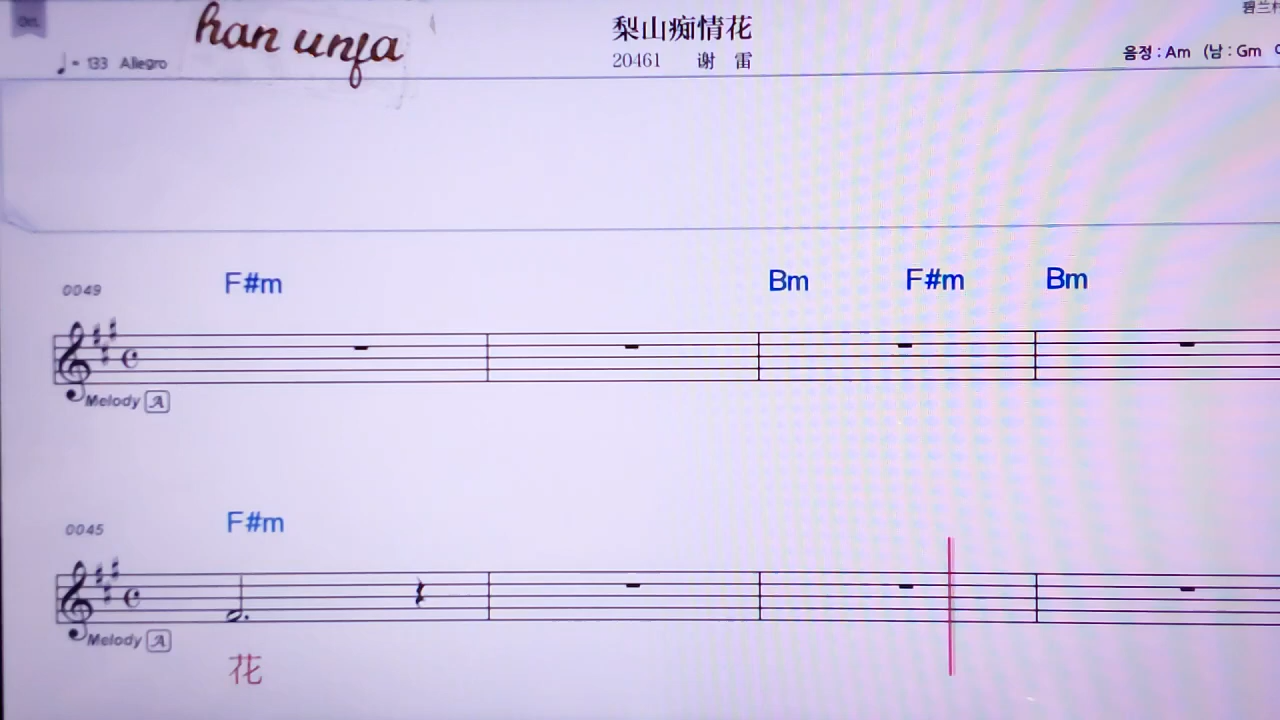 han unfa
梨山痴情花
♩= 133 Allegro
20461 谢 雷
음정 : Am (남 : Gm
0049
F#m Bm F#m Bm
Melody A
0045
F#m
Melody A
花